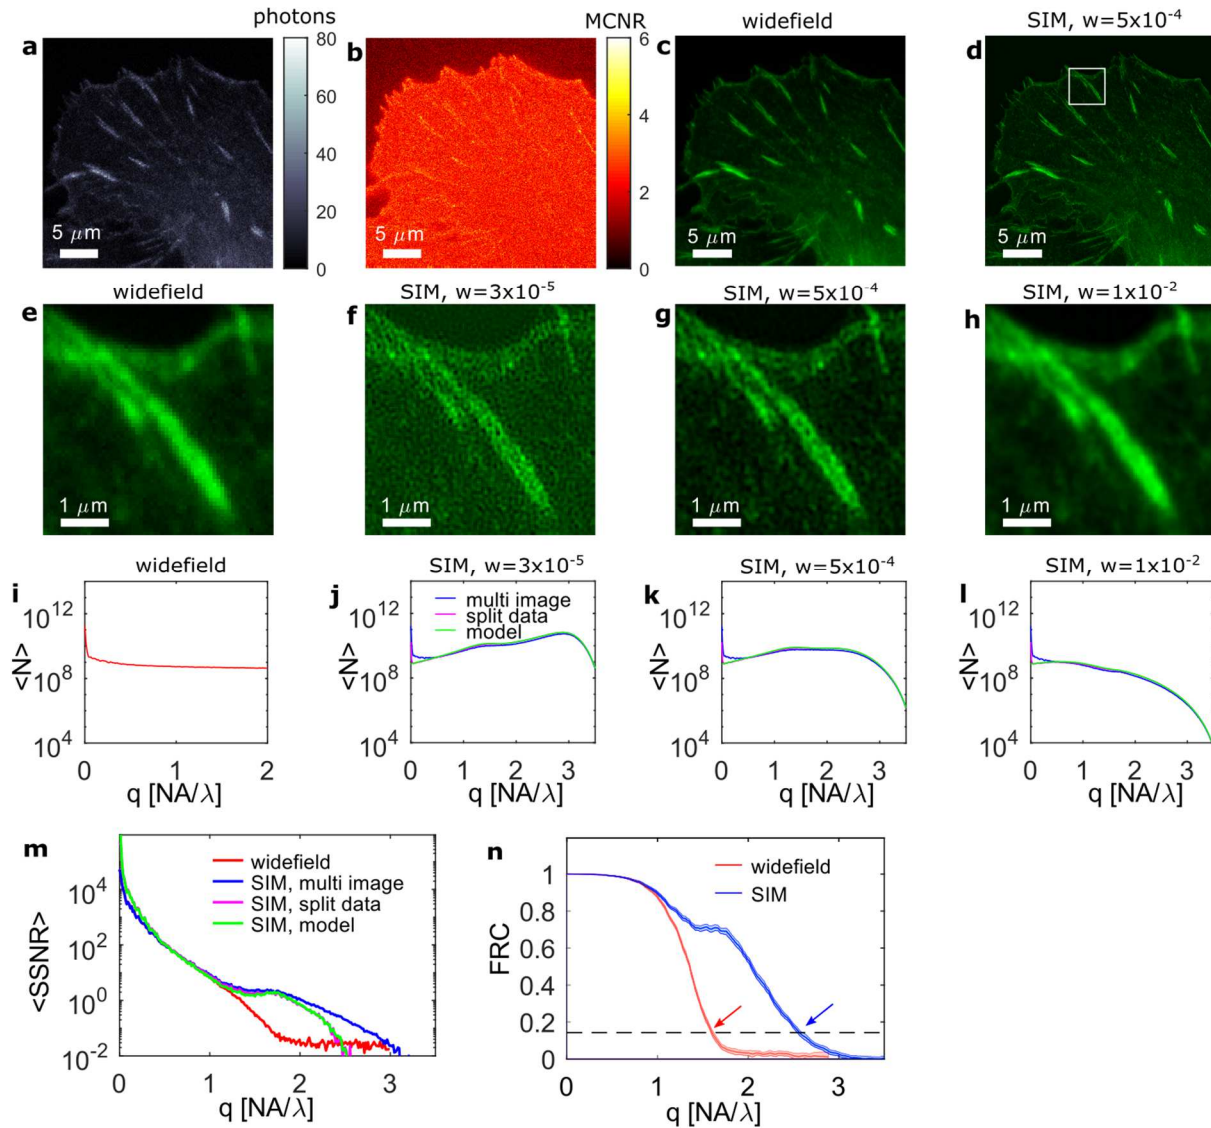 photons
MCNR
widefield
SIM, w=5x10-4
a
80
60
40
20
0
5 μm
b
6
4
2
0
5 μm
c
5 μm
d
5 μm
widefield
SIM, w=3x10-5
SIM, w=5x10-4
SIM, w=1x10-2
e
1 μm
f
1 μm
g
1 μm
h
1 μm
widefield
SIM, w=3x10-5
SIM, w=5x10-4
SIM, w=1x10-2
i
<N>
1012
108
104
0 1 2
q [NA/λ]
j
multi image
split data
model
<N>
1012
108
104
0 1 2 3
q [NA/λ]
k
<N>
1012
108
104
0 1 2 3
q [NA/λ]
l
<N>
1012
108
104
0 1 2 3
q [NA/λ]
m
widefield
SIM, multi image
SIM, split data
SIM, model
<SSNR>
104
102
100
10-2
0 1 2 3
q [NA/λ]
n
widefield
SIM
FRC
1
0.8
0.6
0.4
0.2
0
0 1 2 3
q [NA/λ]